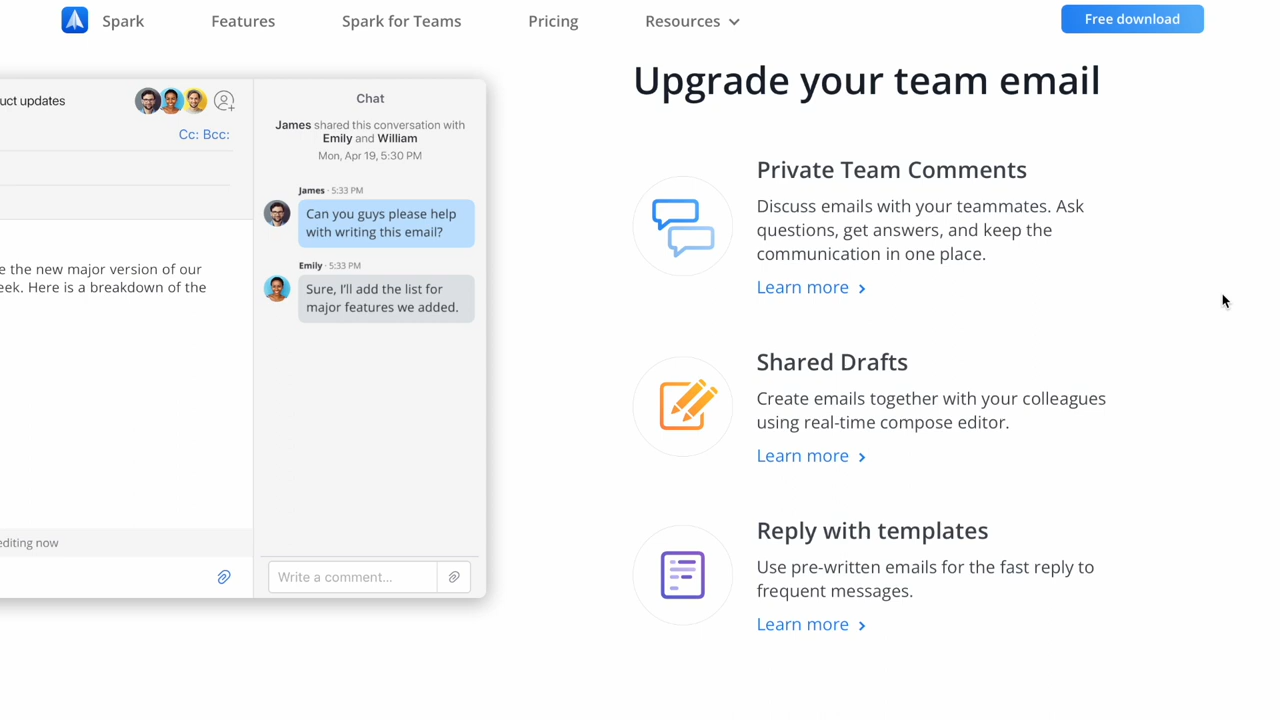 Spark
Features
Spark for Teams
Pricing
Resources
Free download
uct updates
Cc: Bcc:
e the new major version of our
eek. Here is a breakdown of the
editing now
Chat
James shared this conversation with
Emily and William
Mon, Apr 19, 5:30 PM
James · 5:33 PM
Can you guys please help
with writing this email?
Emily · 5:33 PM
Sure, I'll add the list for
major features we added.
Write a comment...
Upgrade your team email
Private Team Comments
Discuss emails with your teammates. Ask
questions, get answers, and keep the
communication in one place.
Learn more
Shared Drafts
Create emails together with your colleagues
using real-time compose editor.
Learn more
Reply with templates
Use pre-written emails for the fast reply to
frequent messages.
Learn more